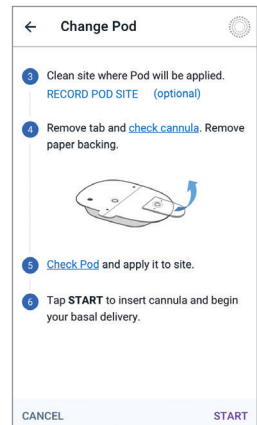 Change Pod
3 Clean site where Pod will be applied.
RECORD POD SITE (optional)
4 Remove tab and check cannula. Remove
paper backing.
5 Check Pod and apply it to site.
6 Tap START to insert cannula and begin
your basal delivery.
CANCEL START